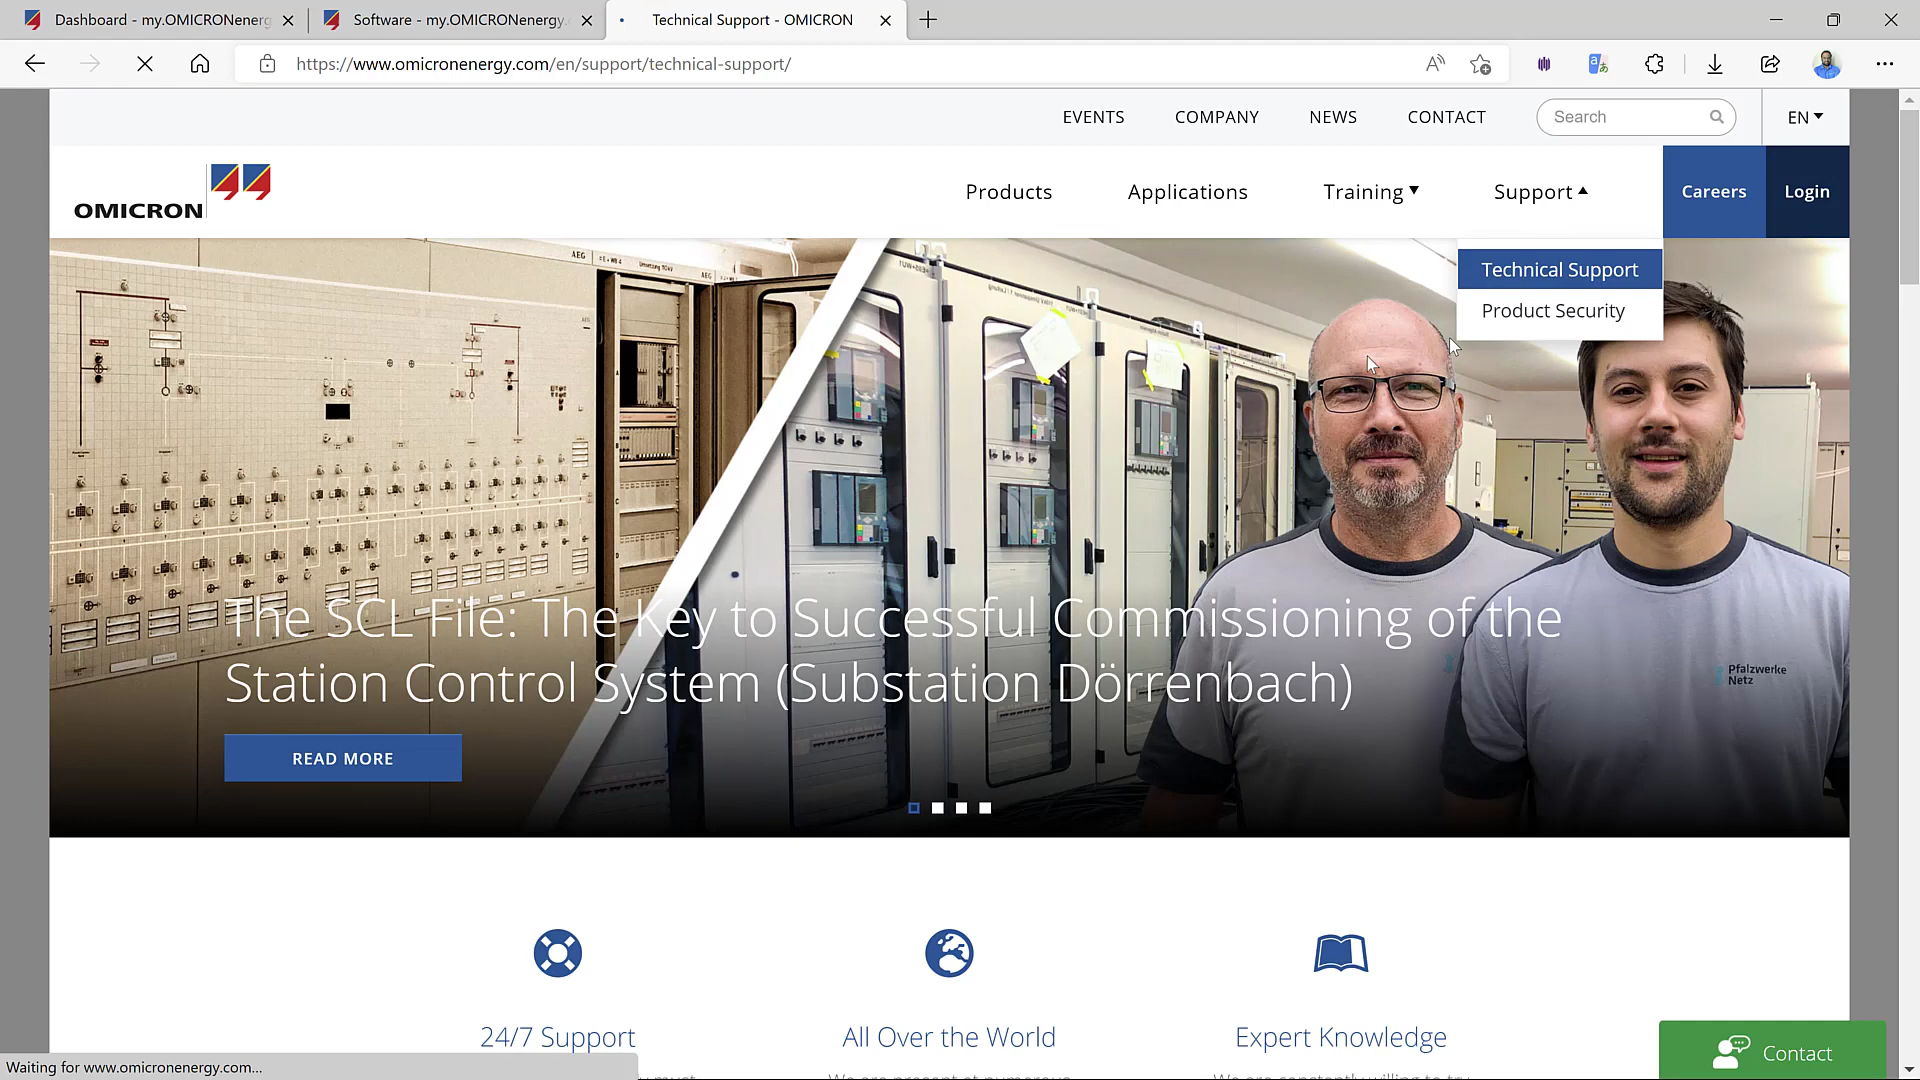 Dashboard - my.OMICRONenerg
Software - my.OMICRONenergy.
Technical Support - OMICRON
https://www.omicronenergy.com/en/support/technical-support/
EVENTS
COMPANY
NEWS
CONTACT
Search
EN
OMICRON
Products
Applications
Training
Support
Careers
Login
Technical Support
Product Security
AEG
AEG
Pfalzwerke
Netz
The SCL File: The Key to Successful Commissioning of the
Station Control System (Substation Dörrenbach)
READ MORE
24/7 Support
All Over the World
Expert Knowledge
Contact
Waiting for www.omicronenergy.com...